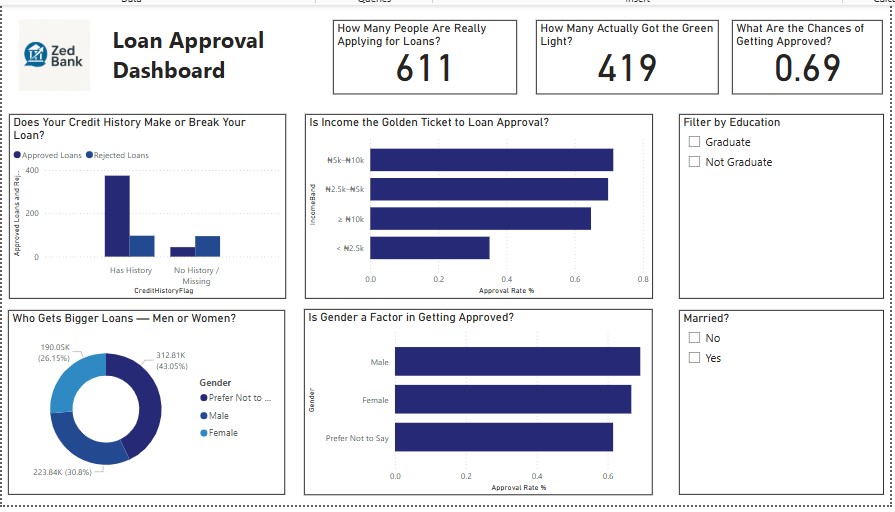 Zed
Bank
Loan Approval
Dashboard
How Many People Are Really
Applying for Loans?
611
How Many Actually Got the Green
Light?
419
What Are the Chances of
Getting Approved?
0.69
Does Your Credit History Make or Break Your
Loan?
Approved Loans
Rejected Loans
Approved Loans and Rej...
400
200
0
Has History
No History /
Missing
CreditHistoryFlag
Is Income the Golden Ticket to Loan Approval?
IncomeBand
₦5k-₦10k
₦2.5k-₦5k
≥ ₦10k
< ₦2.5k
0.0
0.2
0.4
0.6
0.8
Approval Rate %
Filter by Education
Graduate
Not Graduate
Who Gets Bigger Loans — Men or Women?
190.05K
(26.15%)
312.81K
(43.05%)
223.84K (30.8%)
Gender
Prefer Not to ...
Male
Female
Is Gender a Factor in Getting Approved?
Gender
Male
Female
Prefer Not to Say
0.0
0.2
0.4
0.6
Approval Rate %
Married?
No
Yes